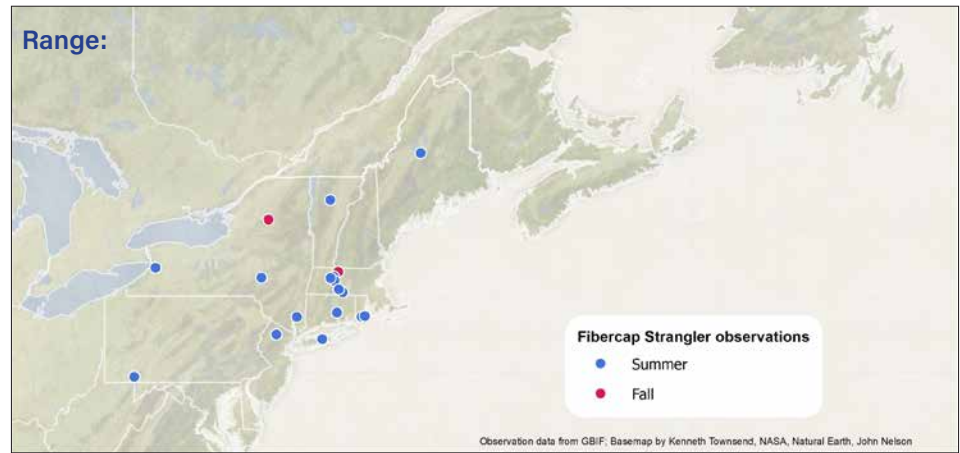 Range:
Fibercap Strangler observations
Summer
Fall
Observation data from GBIF; Basemap by Kenneth Townsend, NASA, Natural Earth, John Nelson